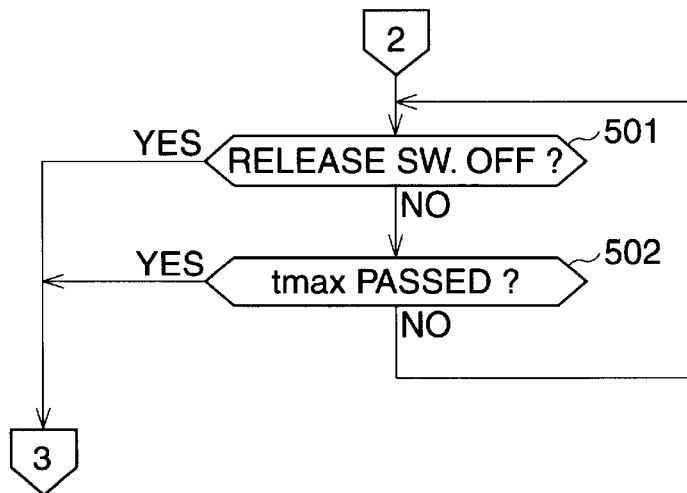 2
YES
RELEASE SW. OFF ?
501
NO
YES
tmax PASSED ?
502
NO
3